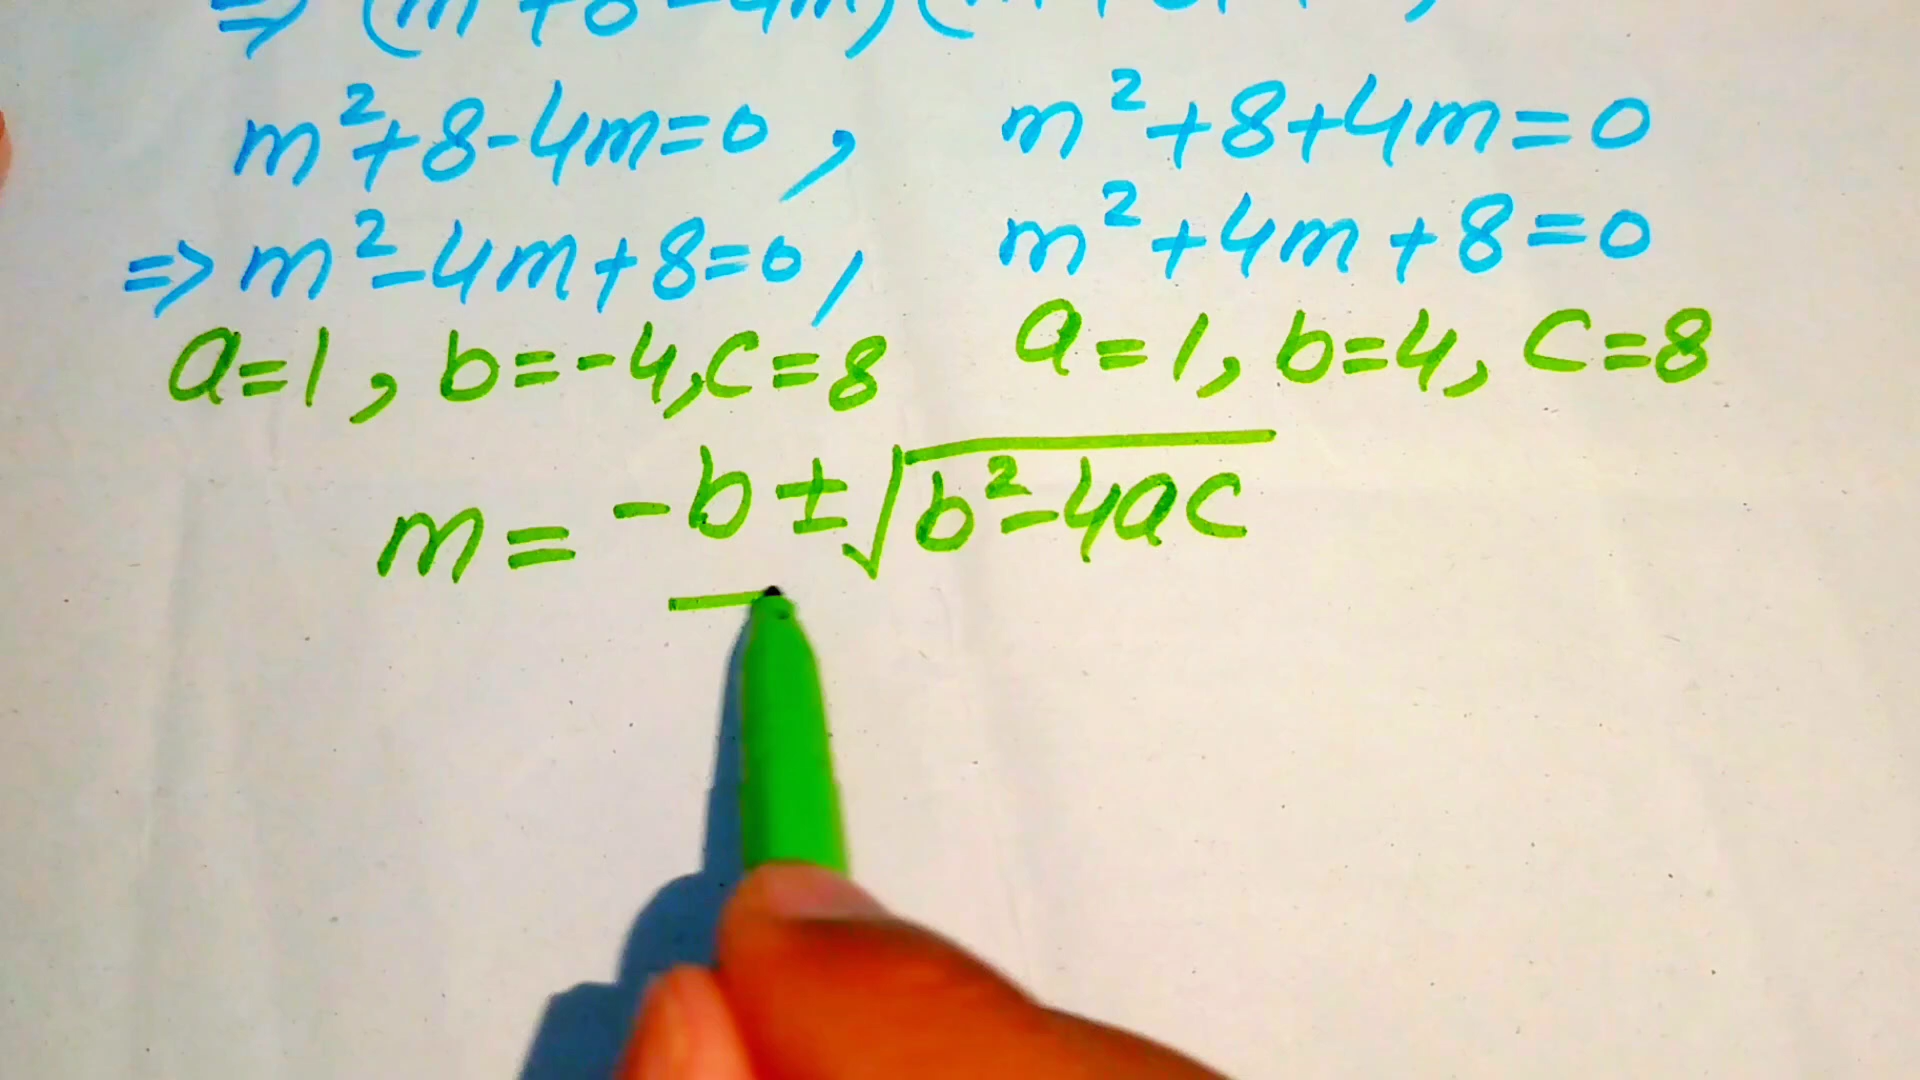 m²+8-4m=0, m²+8+4m=0
⇒ m²-4m+8=0, m²+4m+8=0
a=1, b=-4, c=8 a=1, b=4, c=8
m = -b ± √b²-4ac